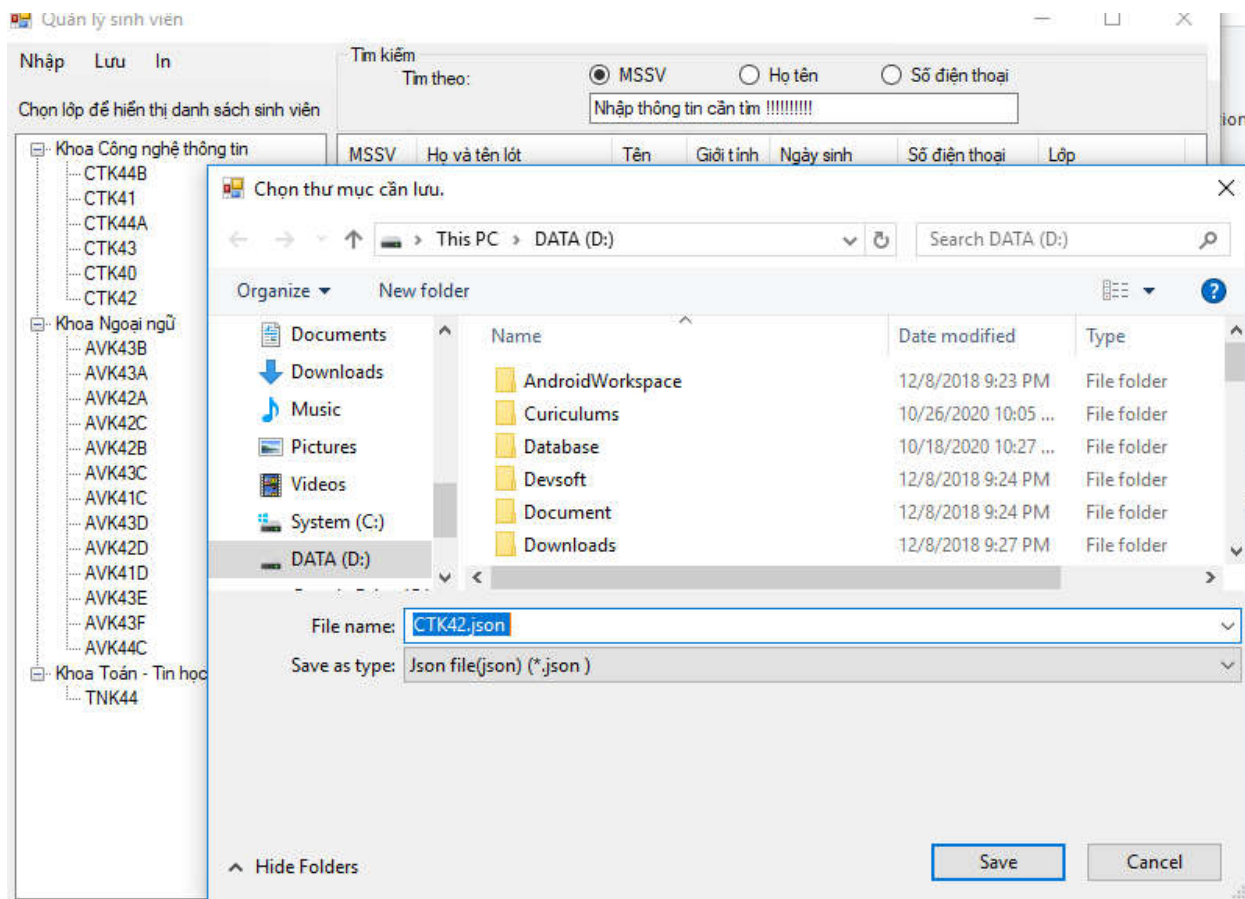 Quản lý sinh viên
Nhập Lưu In
Tìm kiếm
Tìm theo: MSSV Họ tên Số điện thoại
Nhập thông tin cần tìm !!!!!!!!!!
Chọn lớp để hiển thị danh sách sinh viên
ion
MSSV Họ và tên lót Tên Giới tính Ngày sinh Số điện thoại Lớp
Khoa Công nghệ thông tin
CTK44B
CTK41
CTK44A
CTK43
CTK40
CTK42
Khoa Ngoại ngữ
AVK43B
AVK43A
AVK42A
AVK42C
AVK42B
AVK43C
AVK41C
AVK43D
AVK42D
AVK41D
AVK43E
AVK43F
AVK44C
Khoa Toán - Tin học
TNK44
Chọn thư mục cần lưu.
This PC > DATA (D:)
Search DATA (D:)
Organize New folder
Documents
Downloads
Music
Pictures
Videos
System (C:)
DATA (D:)
Name Date modified Type
AndroidWorkspace 12/8/2018 9:23 PM File folder
Curiculums 10/26/2020 10:05 ... File folder
Database 10/18/2020 10:27 ... File folder
Devsoft 12/8/2018 9:24 PM File folder
Document 12/8/2018 9:24 PM File folder
Downloads 12/8/2018 9:27 PM File folder
File name: CTK42.json
Save as type: Json file(json) (*.json )
Hide Folders
Save Cancel